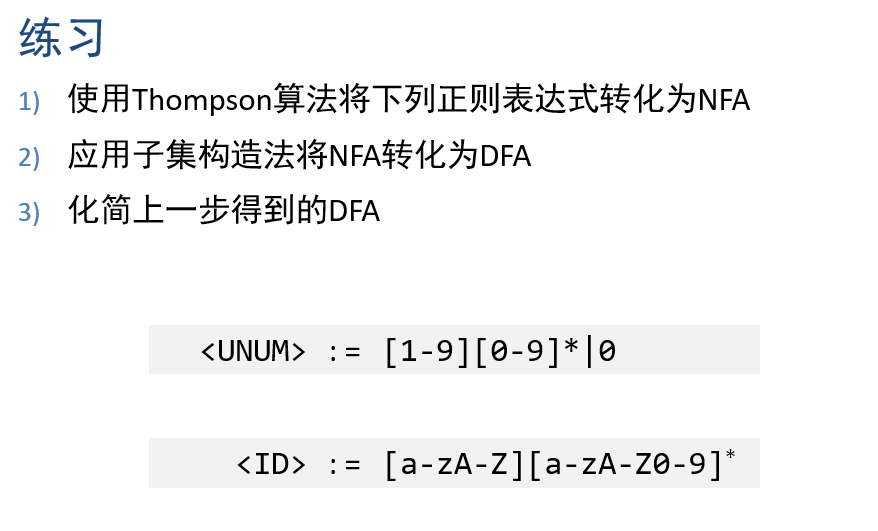 练习
1) 使用Thompson算法将下列正则表达式转化为NFA
2) 应用子集构造法将NFA转化为DFA
3) 化简上一步得到的DFA
<UNUM> := [1-9][0-9]*|0
<ID> := [a-zA-Z][a-zA-Z0-9]*